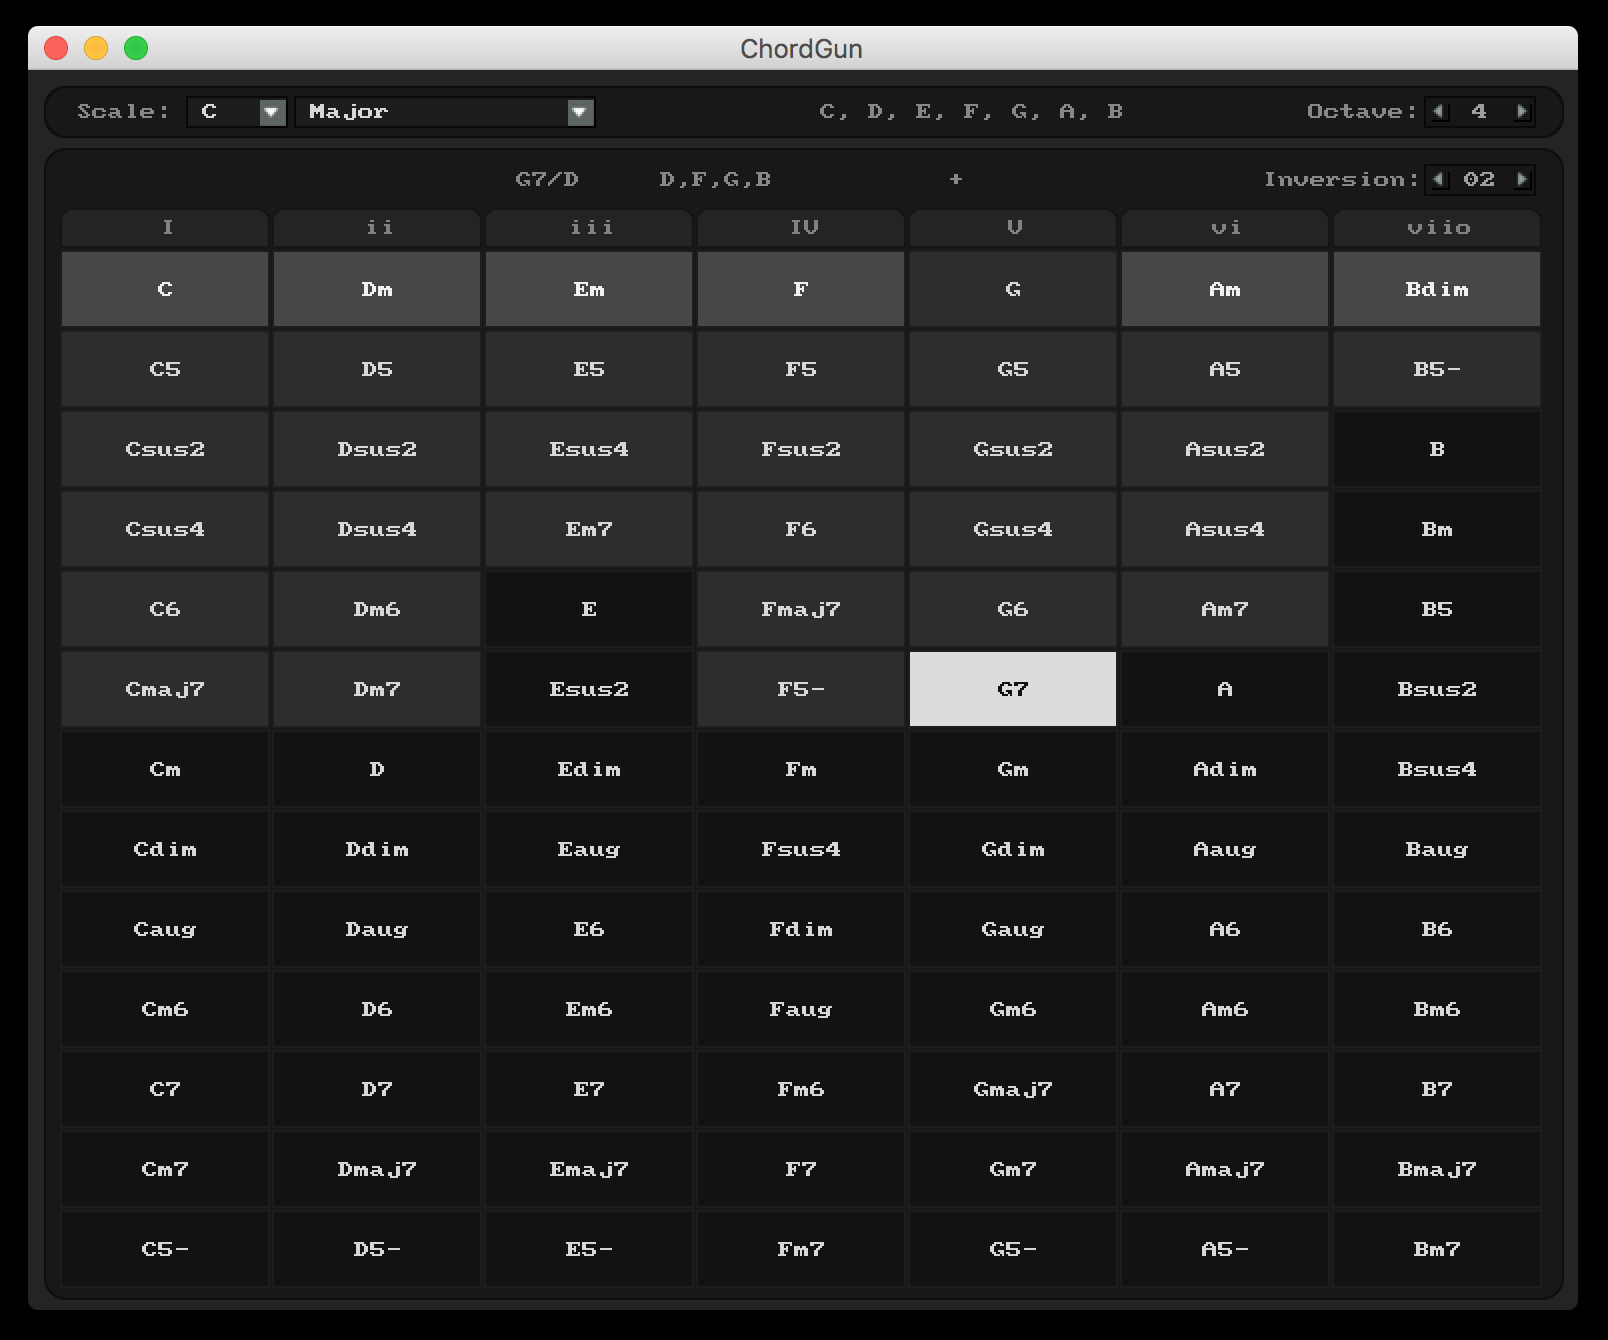 ChordGun
Scale: C Major C, D, E, F, G, A, B Octave: 4
G7/D D,F,G,B + Inversion: 02
I ii iii IV V vi viio
C Dm Em F G Am Bdim
C5 D5 E5 F5 G5 A5 B5-
Csus2 Dsus2 Esus4 Fsus2 Gsus2 Asus2 B
Csus4 Dsus4 Em7 F6 Gsus4 Asus4 Bm
C6 Dm6 E Fmaj7 G6 Am7 B5
Cmaj7 Dm7 Esus2 F5- G7 A Bsus2
Cm D Edim Fm Gm Adim Bsus4
Cdim Ddim Eaug Fsus4 Gdim Aaug Baug
Caug Daug E6 Fdim Gaug A6 B6
Cm6 D6 Em6 Faug Gm6 Am6 Bm6
C7 D7 E7 Fm6 Gmaj7 A7 B7
Cm7 Dmaj7 Emaj7 F7 Gm7 Amaj7 Bmaj7
C5- D5- E5- Fm7 G5- A5- Bm7